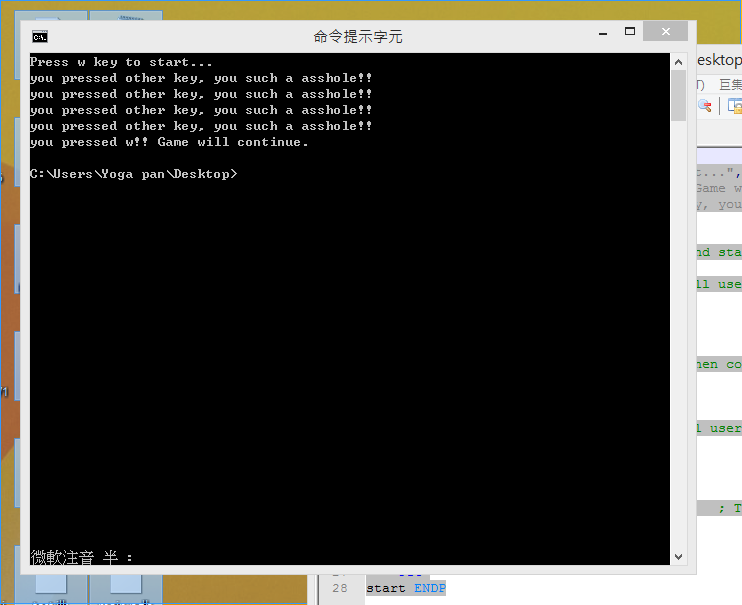 命令提示字元
Press w key to start...
you pressed other key, you such a asshole!!
you pressed other key, you such a asshole!!
you pressed other key, you such a asshole!!
you pressed other key, you such a asshole!!
you pressed w!! Game will continue.
C:\Users\Yoga pan\Desktop>
微軟注音 半 :
esktop
巨集
t...",
Game w
y, you
nd sta
ll use
hen co
l user
; T
28 start ENDP